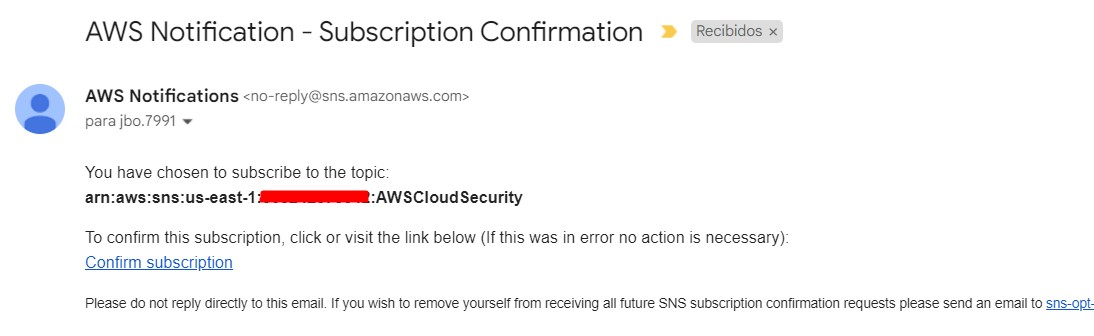 AWS Notification - Subscription Confirmation Recibidos ×
AWS Notifications <no-reply@sns.amazonaws.com>
para jbo.7991
You have chosen to subscribe to the topic:
arn:aws:sns:us-east-1: :AWSCloudSecurity
To confirm this subscription, click or visit the link below (If this was in error no action is necessary):
Confirm subscription
Please do not reply directly to this email. If you wish to remove yourself from receiving all future SNS subscription confirmation requests please send an email to sns-opt-